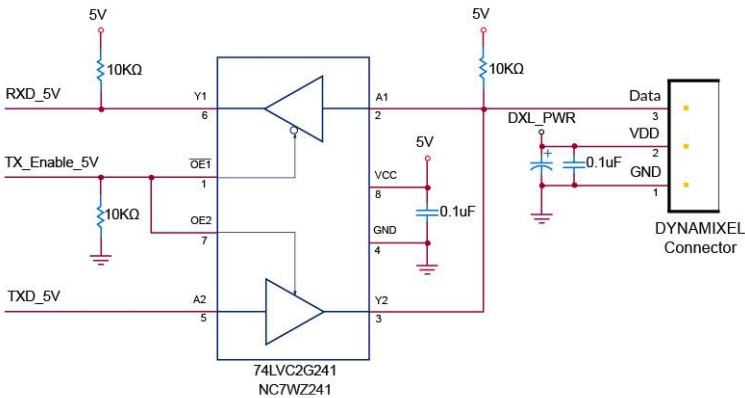 5V
5V
10KΩ
10KΩ
RXD_5V
Y1
6
A1
2
Data
3
DXL_PWR
VDD
2
TX_Enable_5V
OE1
1
5V
VCC
8
0.1uF
GND
1
10KΩ
OE2
7
0.1uF
GND
4
DYNAMIXEL
Connector
TXD_5V
A2
5
Y2
3
+
74LVC2G241
NC7WZ241